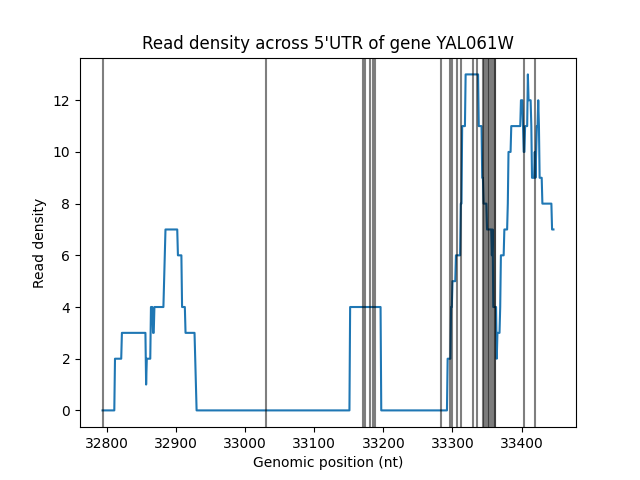 Read density across 5'UTR of gene YAL061W
12
10
8
6
4
2
0
Read density
32800 32900 33000 33100 33200 33300 33400
Genomic position (nt)